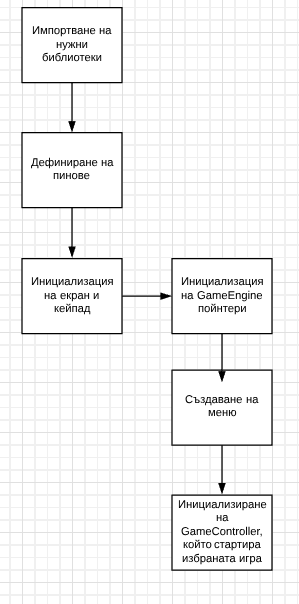 Импортване на
нужни
библиотеки
Дефиниране на
пинове
Инициализация
на екран и
кейпад
Инициализация
на GameEngine
пойнтери
Създаване на
меню
Инициализиране
на
GameController,
който стартира
избраната игра